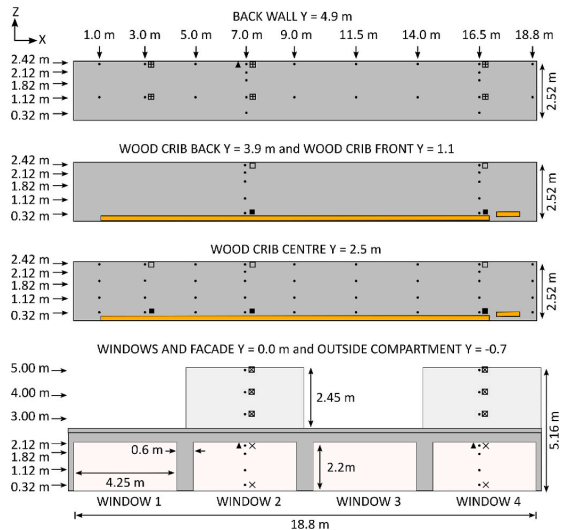 Z
X
BACK WALL Y = 4.9 m
1.0 m 3.0 m 5.0 m 7.0 m 9.0 m 11.5 m 14.0 m 16.5 m 18.8 m
2.42 m
2.12 m
1.82 m
1.12 m
0.32 m
2.52 m
WOOD CRIB BACK Y = 3.9 m and WOOD CRIB FRONT Y = 1.1
2.42 m
2.12 m
1.82 m
1.12 m
0.32 m
2.52 m
WOOD CRIB CENTRE Y = 2.5 m
2.42 m
2.12 m
1.82 m
1.12 m
0.32 m
2.52 m
WINDOWS AND FACADE Y = 0.0 m and OUTSIDE COMPARTMENT Y = -0.7
5.00 m
4.00 m
3.00 m
2.45 m
5.16 m
2.12 m
1.82 m
1.12 m
0.32 m
0.6 m
4.25 m
2.2m
WINDOW 1 WINDOW 2 WINDOW 3 WINDOW 4
18.8 m